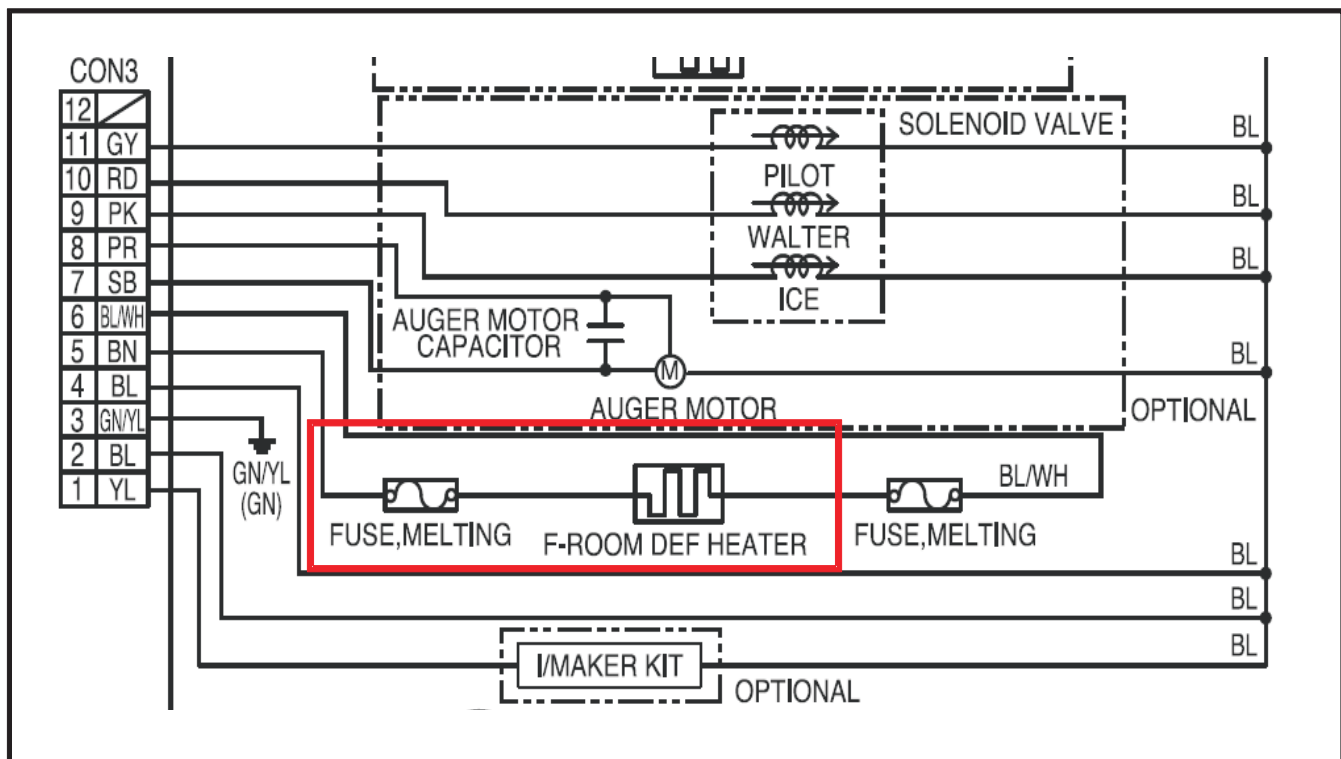 CON3
12
11 GY
10 RD
9 PK
8 PR
7 SB
6 BL/WH
5 BN
4 BL
3 GN/YL
2 BL
1 YL
GN/YL
(GN)
SOLENOID VALVE
PILOT
WALTER
ICE
AUGER MOTOR
CAPACITOR
M
AUGER MOTOR
OPTIONAL
BL
BL
BL
BL
FUSE,MELTING
F-ROOM DEF HEATER
FUSE,MELTING
BL/WH
BL
BL
BL
I/MAKER KIT
OPTIONAL